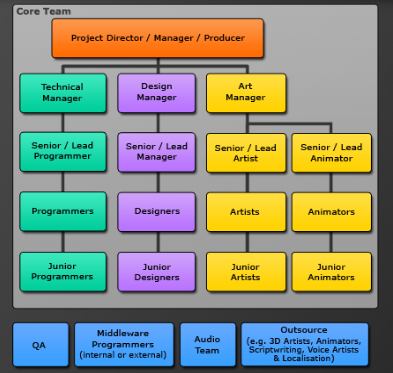 Core Team
Project Director / Manager / Producer
Technical
Manager
Design
Manager
Art
Manager
Senior / Lead
Programmer
Senior / Lead
Manager
Senior / Lead
Artist
Senior / Lead
Animator
Programmers
Designers
Artists
Animators
Junior
Programmers
Junior
Designers
Junior
Artists
Junior
Animators
QA
Middleware
Programmers
(internal or external)
Audio
Team
Outsource
(e.g. 3D Artists, Animators,
Scriptwriting, Voice Artists
& Localisation)